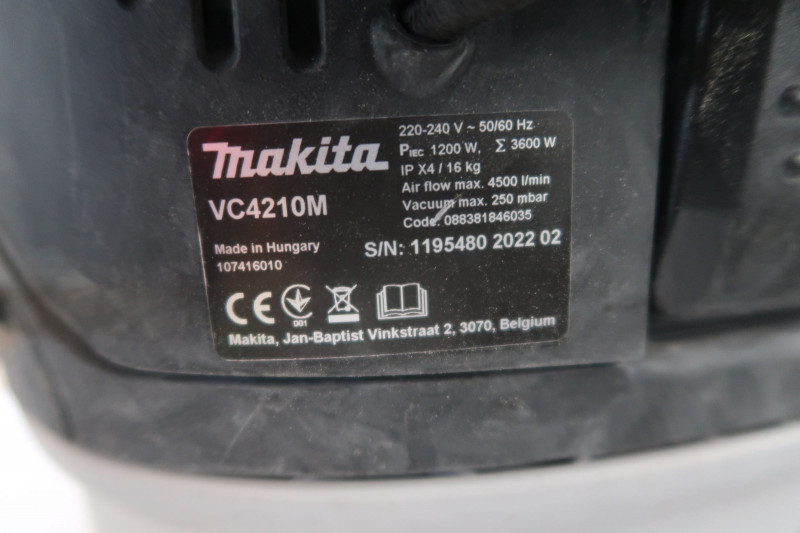 makita
VC4210M
220-240 V ~ 50/60 Hz
PIEC 1200 W, Σ 3600 W
IP X4 / 16 kg
Air flow max. 4500 l/min
Vacuum max. 250 mbar
Code: 088381846035
Made in Hungary
107416010
S/N: 1195480 2022 02
CE
001
Makita, Jan-Baptist Vinkstraat 2, 3070, Belgium